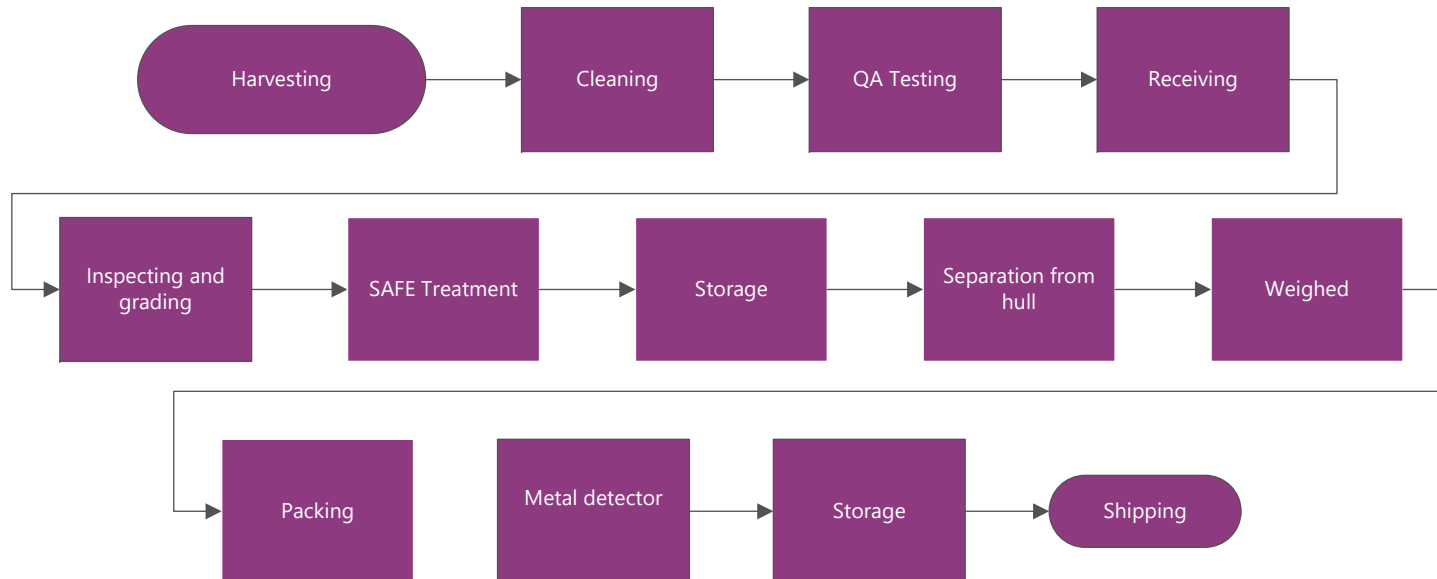 Harvesting
Cleaning
QA Testing
Receiving
Inspecting and
grading
SAFE Treatment
Storage
Separation from
hull
Weighed
Packing
Metal detector
Storage
Shipping